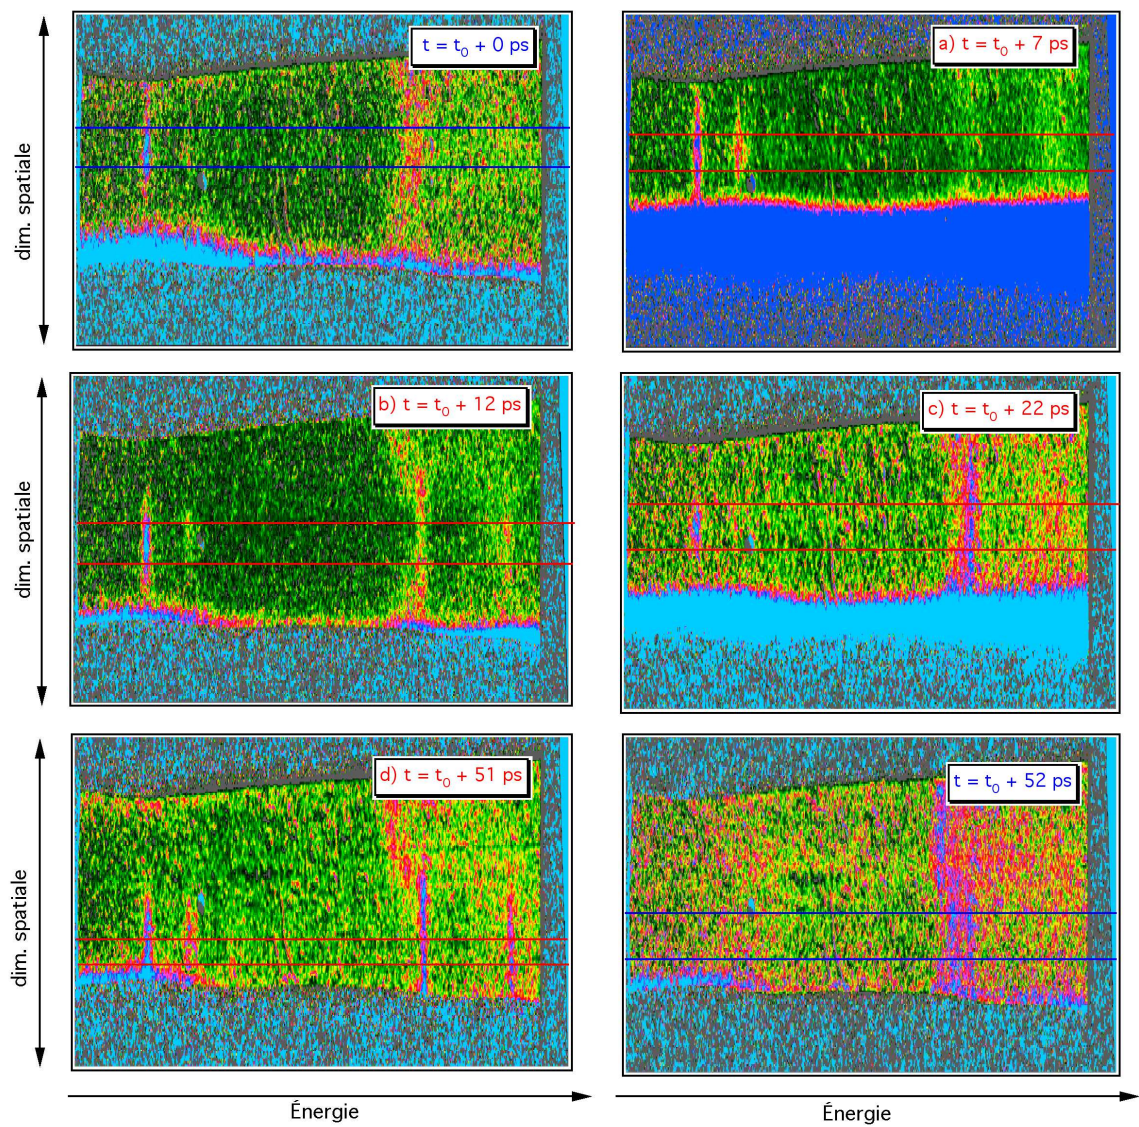 t = t0 + 0 ps
a) t = t0 + 7 ps
dim. spatiale
b) t = t0 + 12 ps
c) t = t0 + 22 ps
dim. spatiale
d) t = t0 + 51 ps
t = t0 + 52 ps
dim. spatiale
Énergie
Énergie